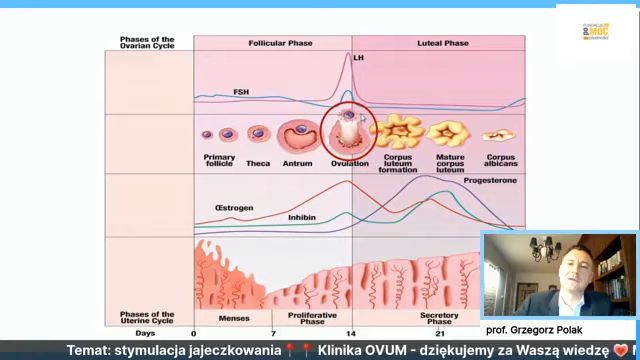 FUNDACJA
poMOC
Phases of the
Ovarian Cycle
Follicular Phase
Luteal Phase
LH
FSH
Primary
follicle
Theca
Antrum
Ovulation
Corpus
luteum
formation
Mature
corpus
luteum
Corpus
albicans
Progesterone
Œstrogen
Inhibin
Phases of the
Uterine Cycle
Menses
Proliferative
Phase
Secretory
Phase
Days
0
7
14
21
prof. Grzegorz Polak
Temat: stymulacja jajeczkowania📍📍 Klinika OVUM - dziękujemy za Waszą wiedzę ❤️